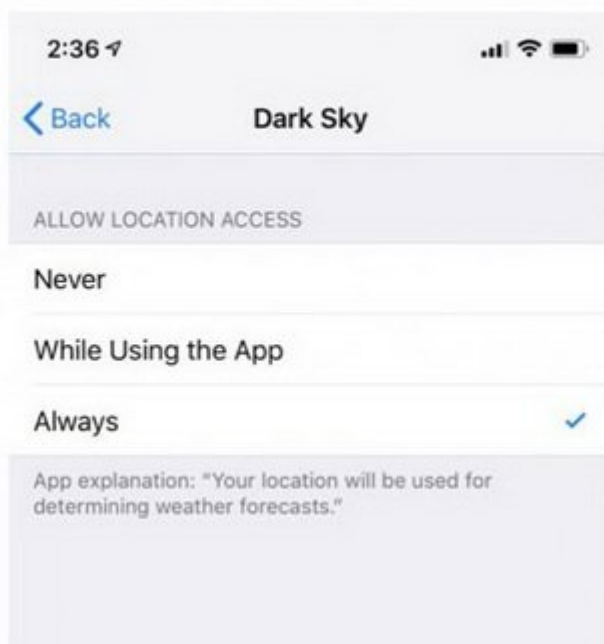 2:36
Back Dark Sky
ALLOW LOCATION ACCESS
Never
While Using the App
Always
App explanation: “Your location will be used for
determining weather forecasts.”